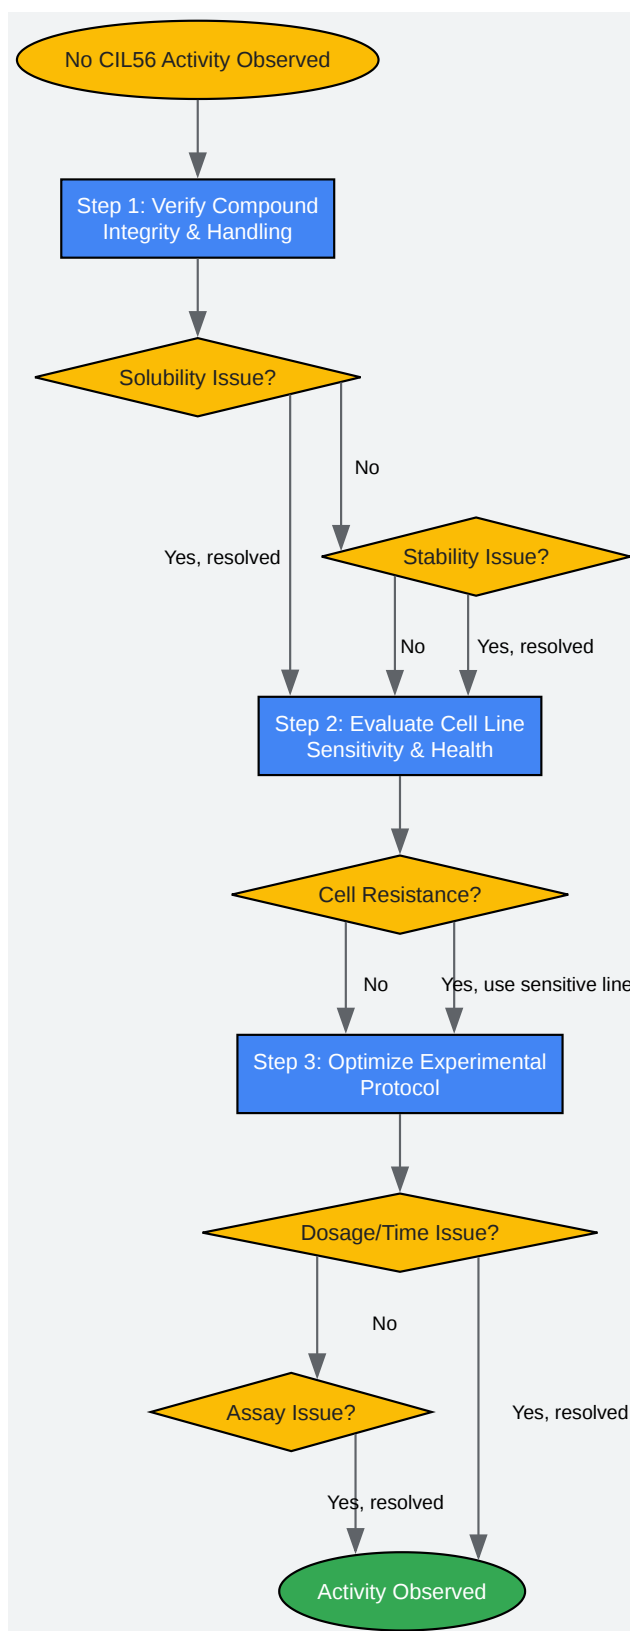 No CIL56 Activity Observed
Step 1: Verify Compound
Integrity & Handling
Solubility Issue?
No
Yes, resolved
Stability Issue?
No
Yes, resolved
Step 2: Evaluate Cell Line
Sensitivity & Health
Cell Resistance?
No
Yes, use sensitive line
Step 3: Optimize Experimental
Protocol
Dosage/Time Issue?
No
Assay Issue?
Yes, resolved
Yes, resolved
Activity Observed